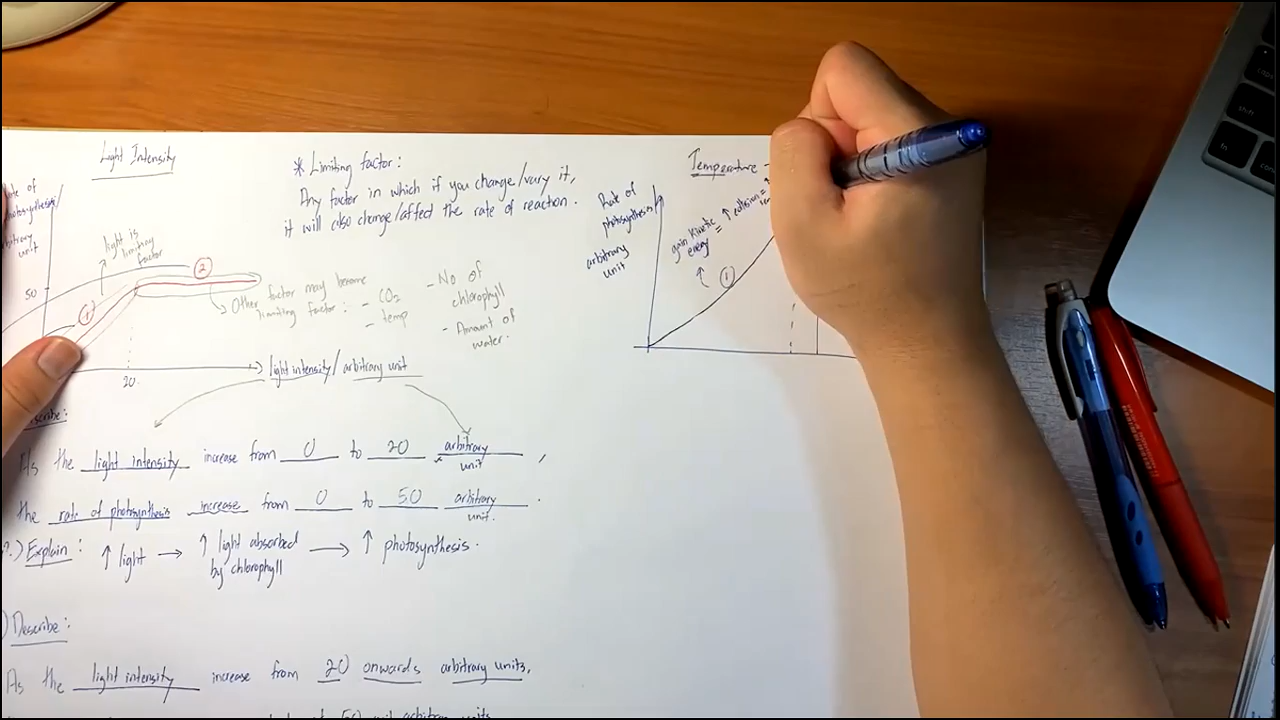 Light Intensity
* Limiting factor:
Any factor in which if you change/vary it,
it will also change/affect the rate of reaction.
Rate of
photosynthesis/
arbitrary
unit
50
light is
limiting
factor
1
2
Other factor may become
limiting factor: - CO2
- temp
- No of
chlorophyll
- Amount of
water.
20
light intensity/ arbitrary unit
Describe:
As the light intensity increase from 0 to 20 arbitrary unit,
the rate of photosynthesis increase from 0 to 50 arbitrary unit.
?.) Explain: ↑ light → ↑ light absorbed by chlorophyll → ↑ photosynthesis.
) Describe:
As the light intensity increase from 20 onwards arbitrary units,
50 arbitrary units
Temperature -
Rate of
photosynthesis/
arbitrary
unit
gain kinetic
energy = ↑ collision = ↑
↑
1
shift